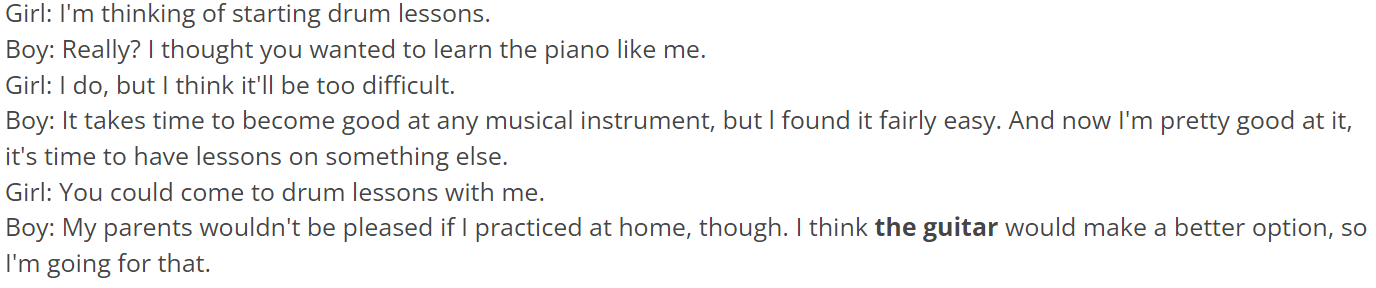 Girl: I'm thinking of starting drum lessons.
Boy: Really? I thought you wanted to learn the piano like me.
Girl: I do, but I think it'll be too difficult.
Boy: It takes time to become good at any musical instrument, but I found it fairly easy. And now I'm pretty good at it,
it's time to have lessons on something else.
Girl: You could come to drum lessons with me.
Boy: My parents wouldn't be pleased if I practiced at home, though. I think the guitar would make a better option, so
I'm going for that.